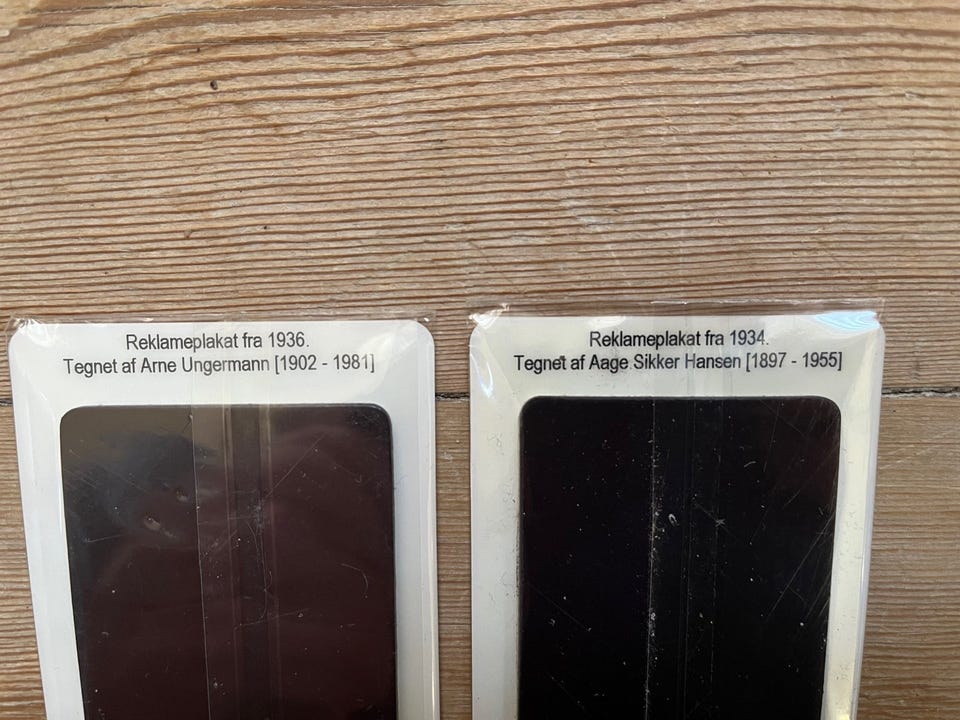 Reklameplakat fra 1936.
Tegnet af Arne Ungermann [1902 - 1981]
Reklameplakat fra 1934.
Tegnet af Aage Sikker Hansen [1897 - 1955]